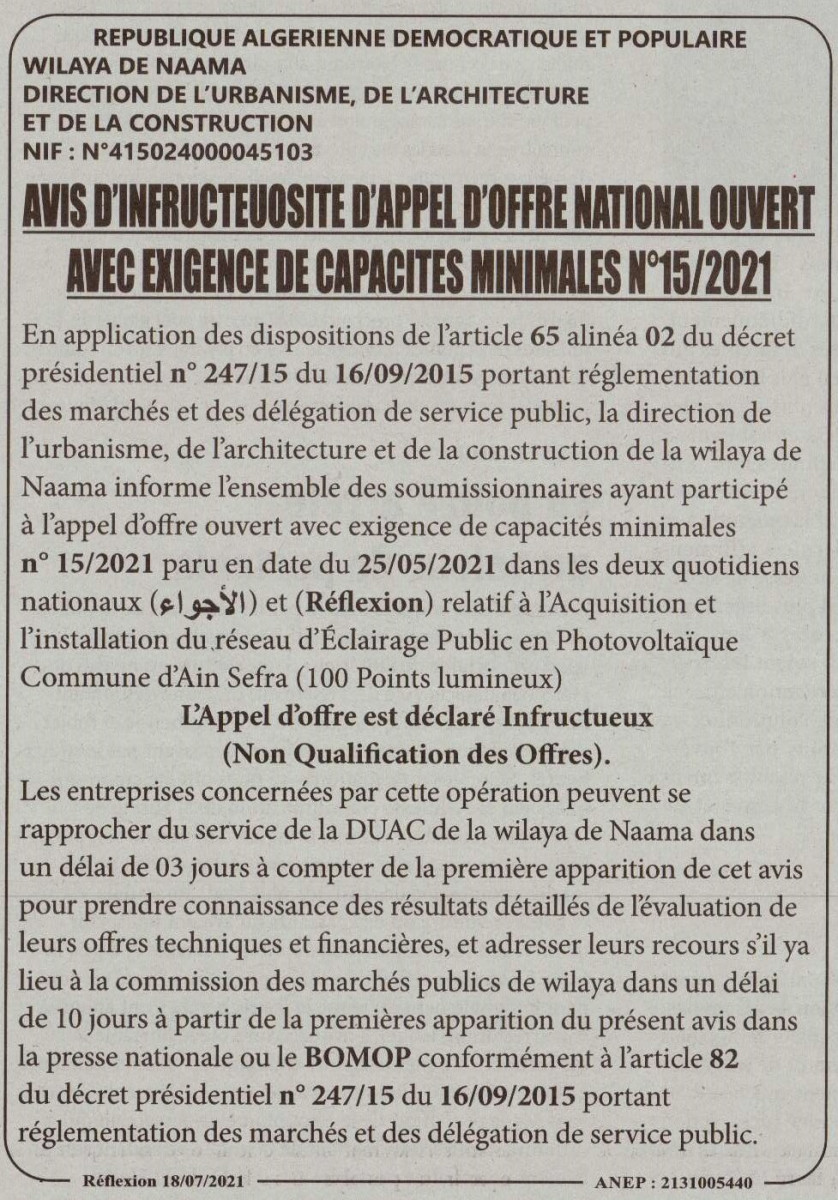 REPUBLIQUE ALGERIENNE DEMOCRATIQUE ET POPULAIRE
WILAYA DE NAAMA
DIRECTION DE L'URBANISME, DE L'ARCHITECTURE
ET DE LA CONSTRUCTION
NIF : N°415024000045103
AVIS D'INFRUCTEUOSITE D'APPEL D'OFFRE NATIONAL OUVERT
AVEC EXIGENCE DE CAPACITES MINIMALES N°15/2021
En application des dispositions de l'article 65 alinéa 02 du décret
présidentiel n° 247/15 du 16/09/2015 portant réglementation
des marchés et des délégation de service public, la direction de
l'urbanisme, de l'architecture et de la construction de la wilaya de
Naama informe l'ensemble des soumissionnaires ayant participé
à l'appel d'offre ouvert avec exigence de capacités minimales
n° 15/2021 paru en date du 25/05/2021 dans les deux quotidiens
nationaux (الأجواء) et (Réflexion) relatif à l'Acquisition et
l'installation du réseau d'Éclairage Public en Photovoltaïque
Commune d'Ain Sefra (100 Points lumineux)
L'Appel d'offre est déclaré Infructueux
(Non Qualification des Offres).
Les entreprises concernées par cette opération peuvent se
rapprocher du service de la DUAC de la wilaya de Naama dans
un délai de 03 jours à compter de la première apparition de cet avis
pour prendre connaissance des résultats détaillés de l'évaluation de
leurs offres techniques et financières, et adresser leurs recours s'il ya
lieu à la commission des marchés publics de wilaya dans un délai
de 10 jours à partir de la premières apparition du présent avis dans
la presse nationale ou le BOMOP conformément à l'article 82
du décret présidentiel n° 247/15 du 16/09/2015 portant
réglementation des marchés et des délégation de service public.
Réflexion 18/07/2021 ANEP : 2131005440